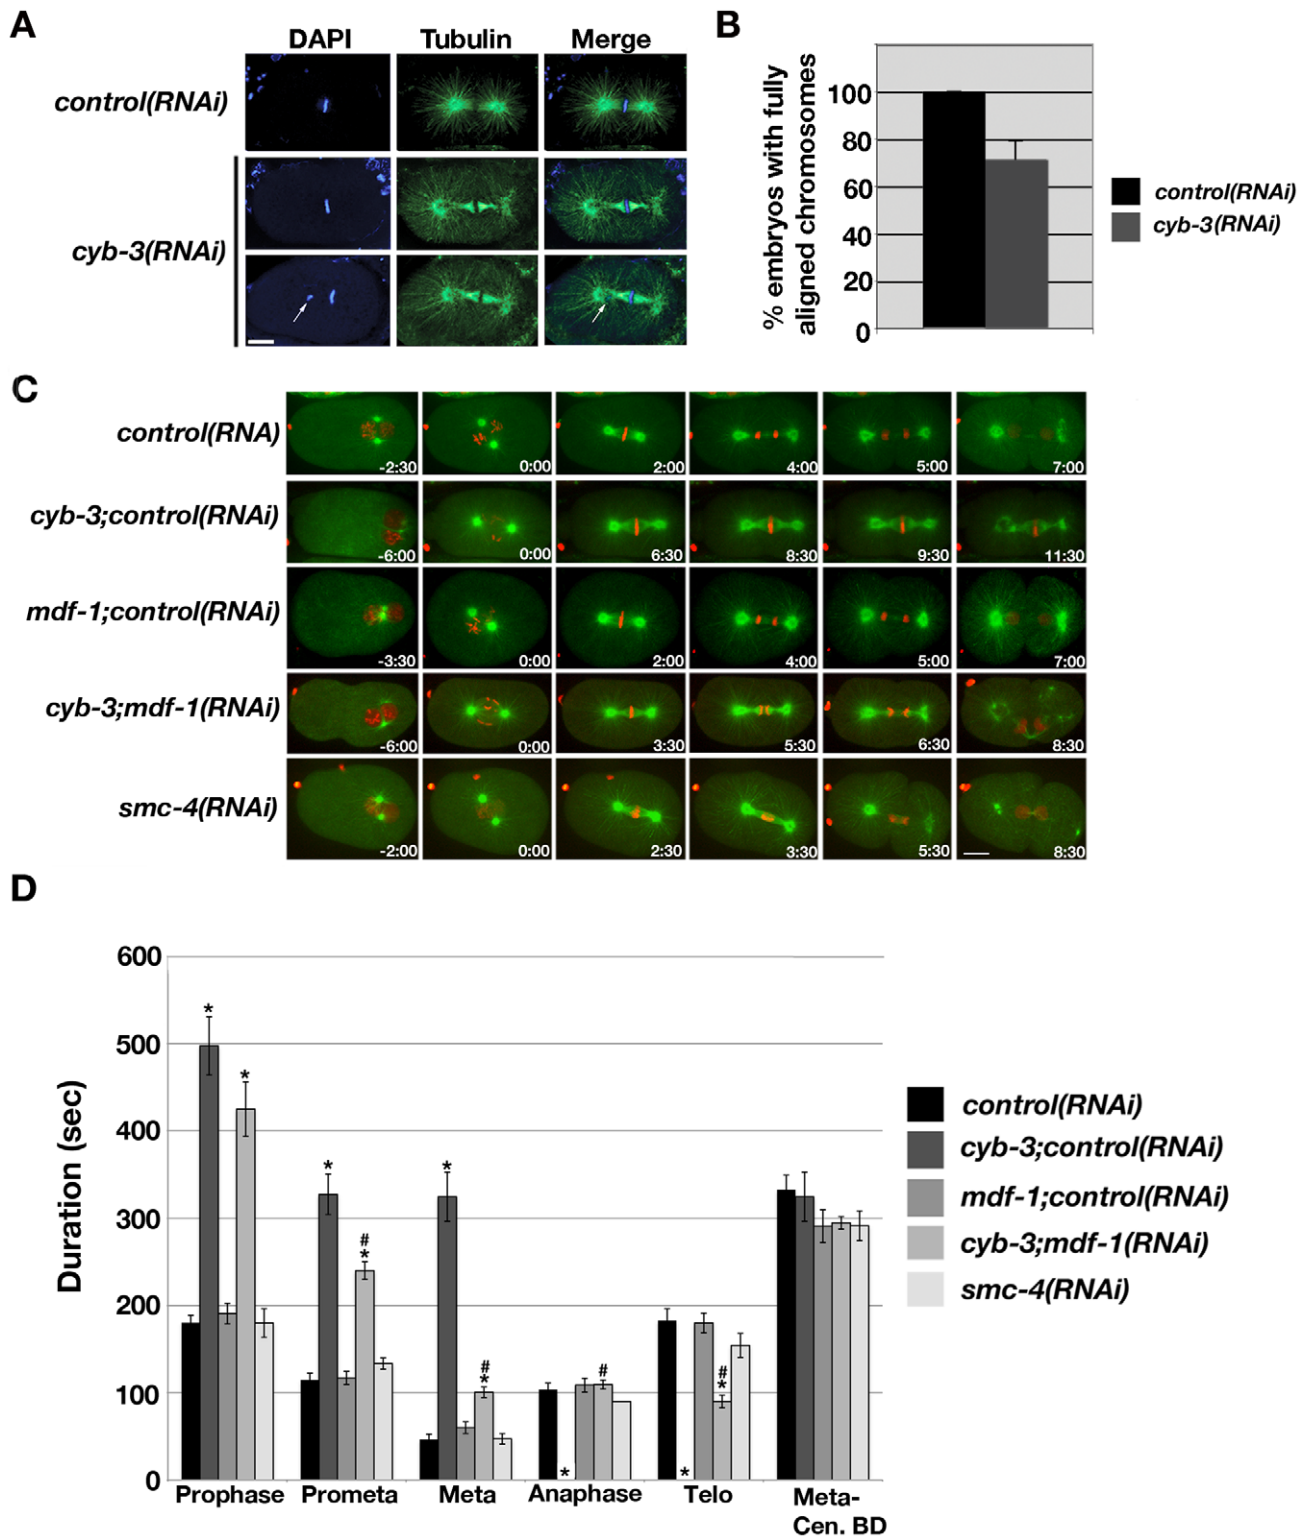 A
DAPI Tubulin Merge
control(RNAi)
cyb-3(RNAi)
B
% embryos with fully
aligned chromosomes
100
80
60
40
20
0
control(RNAi)
cyb-3(RNAi)
C
control(RNA)
-2:30 0:00 2:00 4:00 5:00 7:00
cyb-3;control(RNAi)
-6:00 0:00 6:30 8:30 9:30 11:30
mdf-1;control(RNAi)
-3:30 0:00 2:00 4:00 5:00 7:00
cyb-3;mdf-1(RNAi)
-6:00 0:00 3:30 5:30 6:30 8:30
smc-4(RNAi)
-2:00 0:00 2:30 3:30 5:30 8:30
D
Duration (sec)
600
500
400
300
200
100
0
* * * # * * # * * # * # *
Prophase Prometa Meta Anaphase Telo Meta-
Cen. BD
control(RNAi)
cyb-3;control(RNAi)
mdf-1;control(RNAi)
cyb-3;mdf-1(RNAi)
smc-4(RNAi)